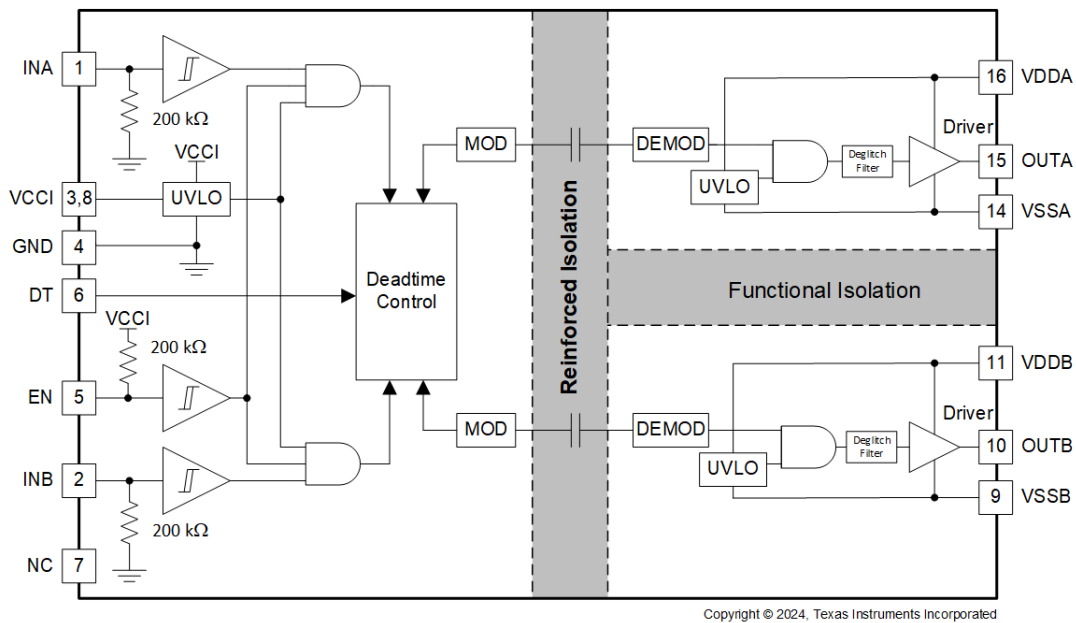 INA
1
200 kΩ
VCCI
VCCI
3,8
UVLO
GND
4
DT
6
VCCI
200 kΩ
EN
5
INB
2
200 kΩ
NC
7
Deadtime
Control
MOD
MOD
Reinforced Isolation
DEMOD
UVLO
Deglitch
Filter
Driver
16
VDDA
15
OUTA
14
VSSA
Functional Isolation
DEMOD
UVLO
Deglitch
Filter
Driver
11
VDDB
10
OUTB
9
VSSB
Copyright © 2024, Texas Instruments Incorporated